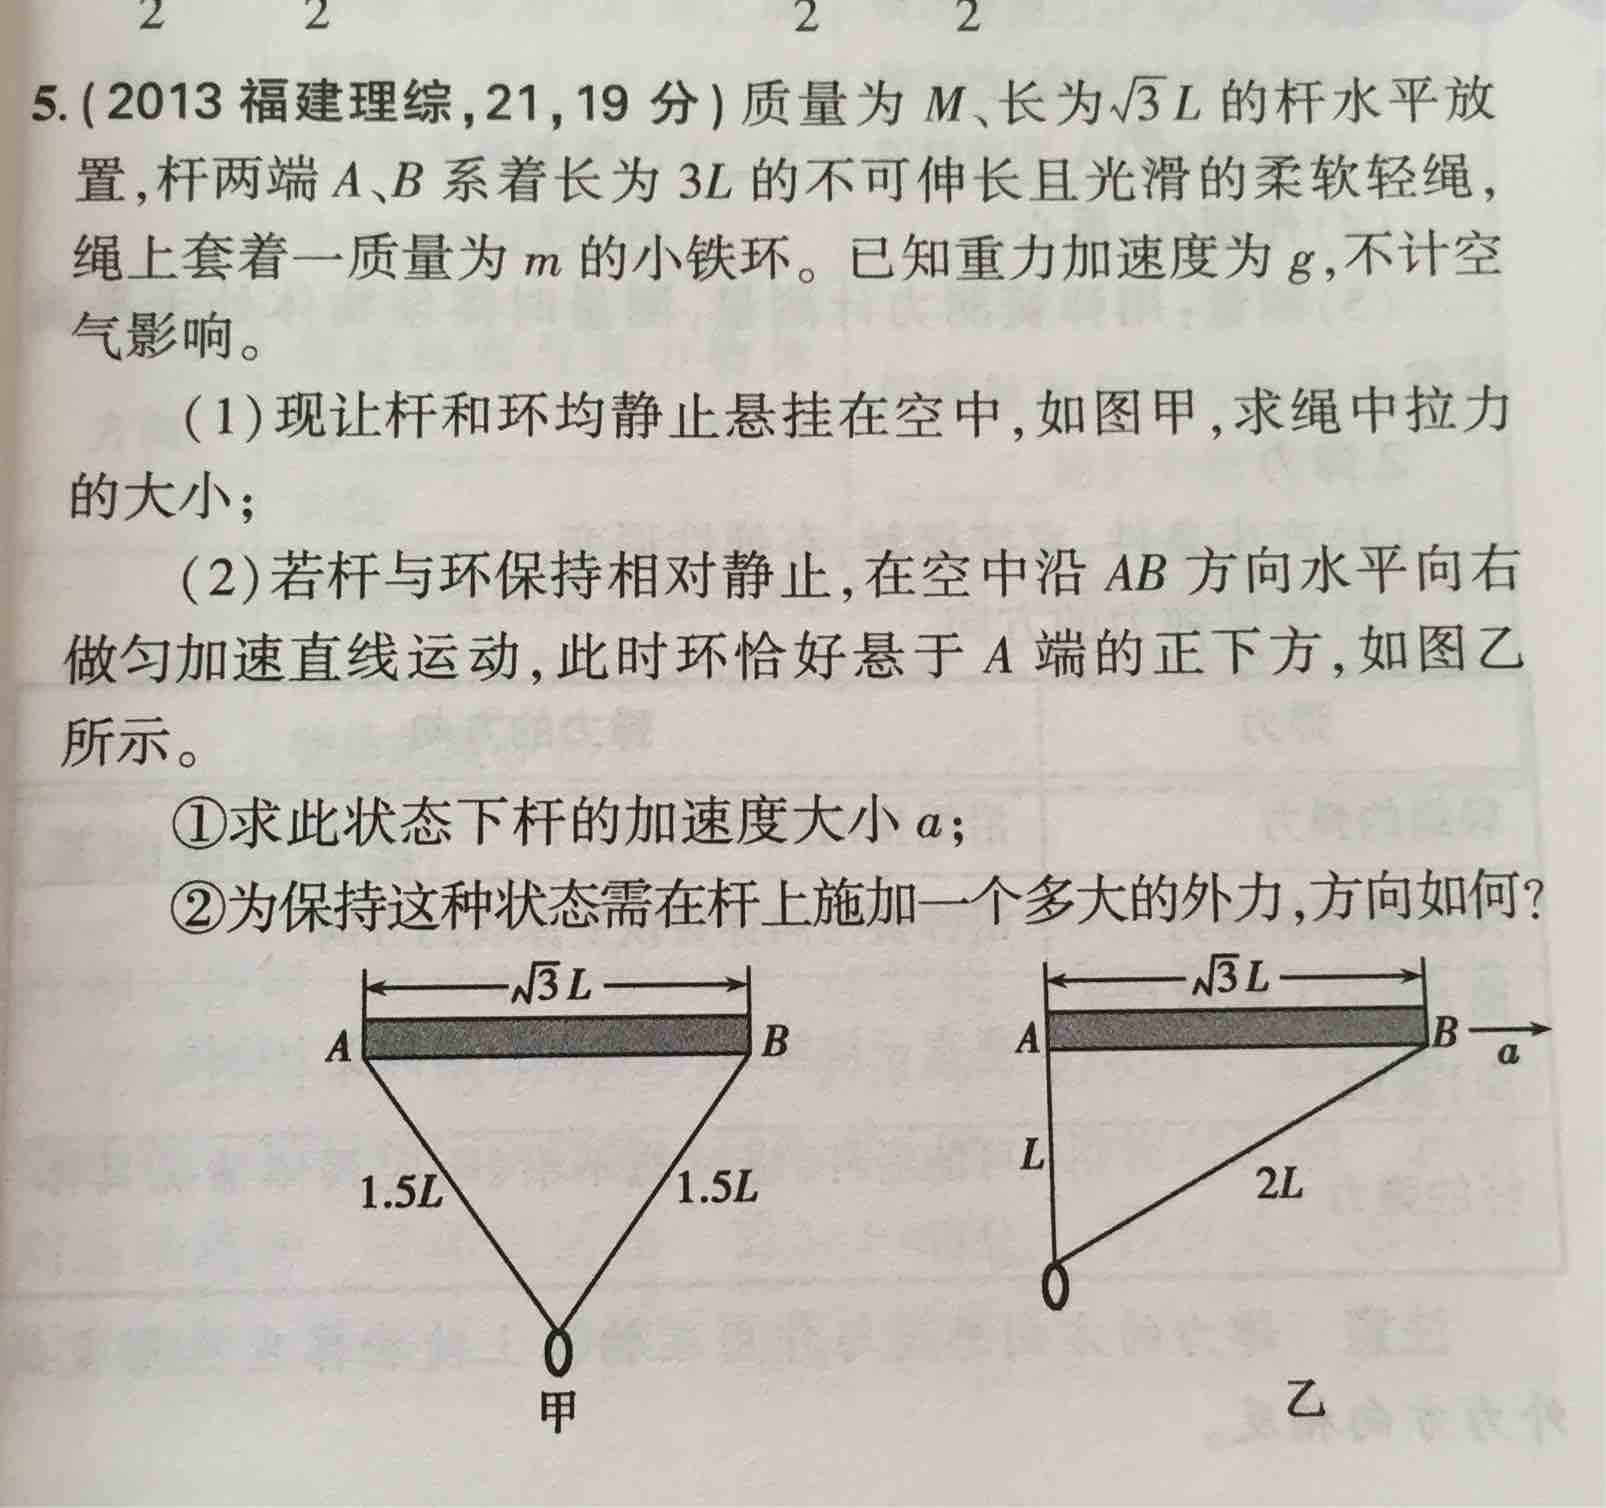 2 2 2 2
5.(2013 福建理综,21,19 分)质量为 M、长为√3 L 的杆水平放
置,杆两端 A、B 系着长为 3L 的不可伸长且光滑的柔软轻绳,
绳上套着一质量为 m 的小铁环。已知重力加速度为 g,不计空
气影响。
(1)现让杆和环均静止悬挂在空中,如图甲,求绳中拉力
的大小;
(2)若杆与环保持相对静止,在空中沿 AB 方向水平向右
做匀加速直线运动,此时环恰好悬于 A 端的正下方,如图乙
所示。
①求此状态下杆的加速度大小 a;
②为保持这种状态需在杆上施加一个多大的外力,方向如何?
√3 L
A B
1.5L 1.5L
甲
√3 L
A B a
L
2L
乙